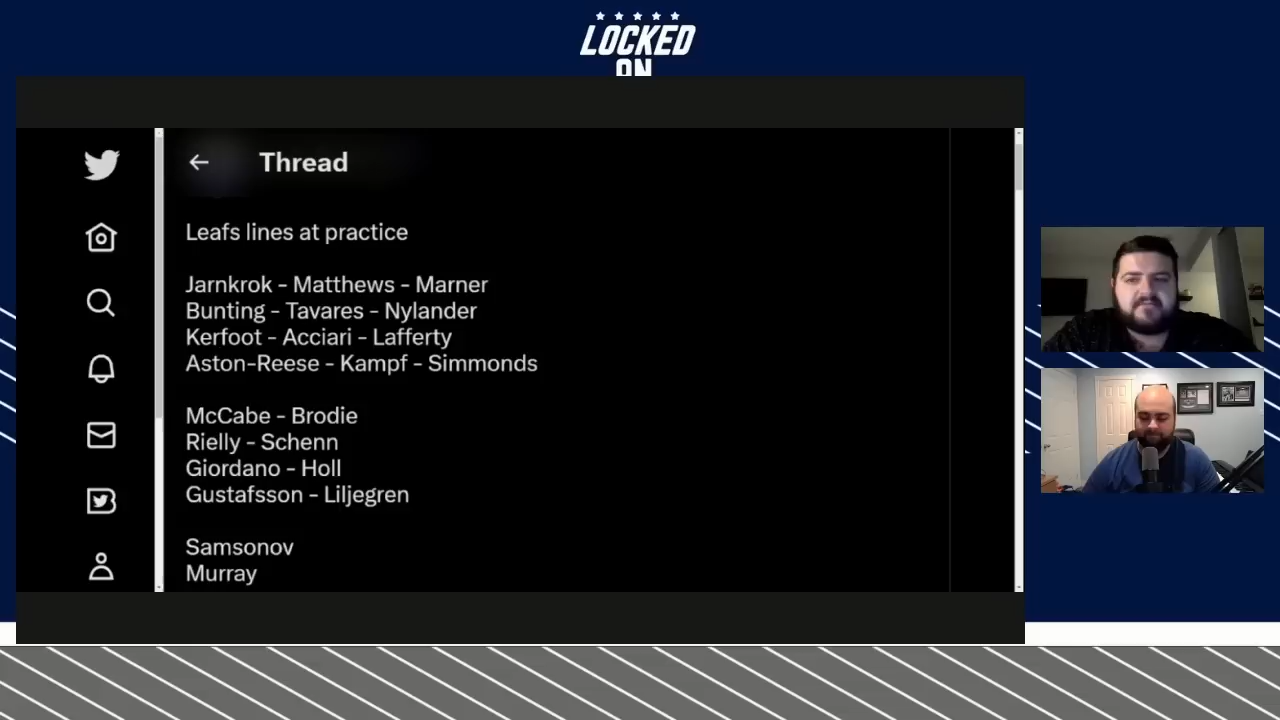 LOCKED
ON
Thread
Leafs lines at practice
Jarnkrok - Matthews - Marner
Bunting - Tavares - Nylander
Kerfoot - Acciari - Lafferty
Aston-Reese - Kampf - Simmonds
McCabe - Brodie
Rielly - Schenn
Giordano - Holl
Gustafsson - Liljegren
Samsonov
Murray